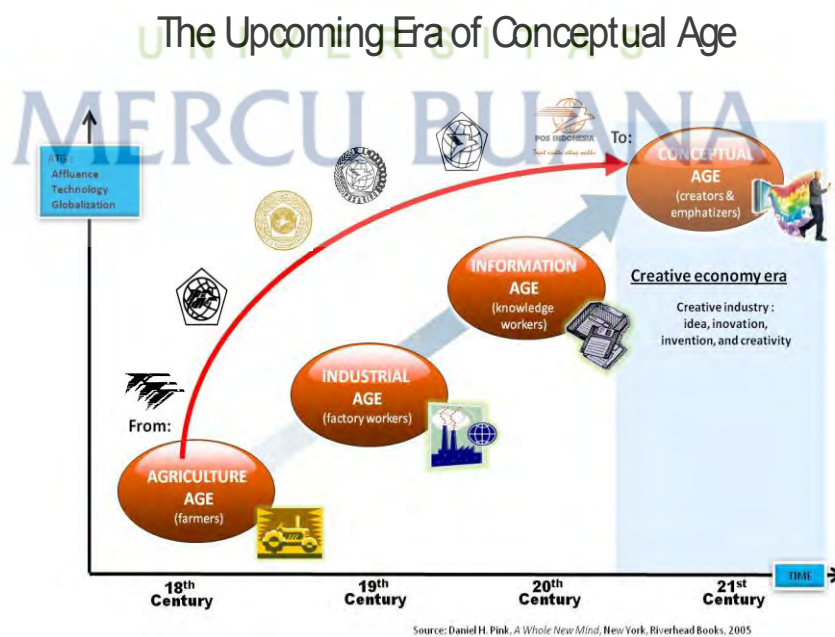 UNIVERSITAS
The Upcoming Era of Conceptual Age
MERCU BUANA
ATG :
Affluence
Technology
Globalization
POS INDONESIA
To:
CONCEPTUAL
AGE
(creators &
emphatizers)
INFORMATION
AGE
(knowledge
workers)
Creative economy era
Creative industry :
idea, inovation,
invention, and creativity
INDUSTRIAL
AGE
(factory workers)
From:
AGRICULTURE
AGE
(farmers)
TIME
18th
Century
19th
Century
20th
Century
21st
Century
Source: Daniel H. Pink, A Whole New Mind, New York, Riverhead Books, 2005